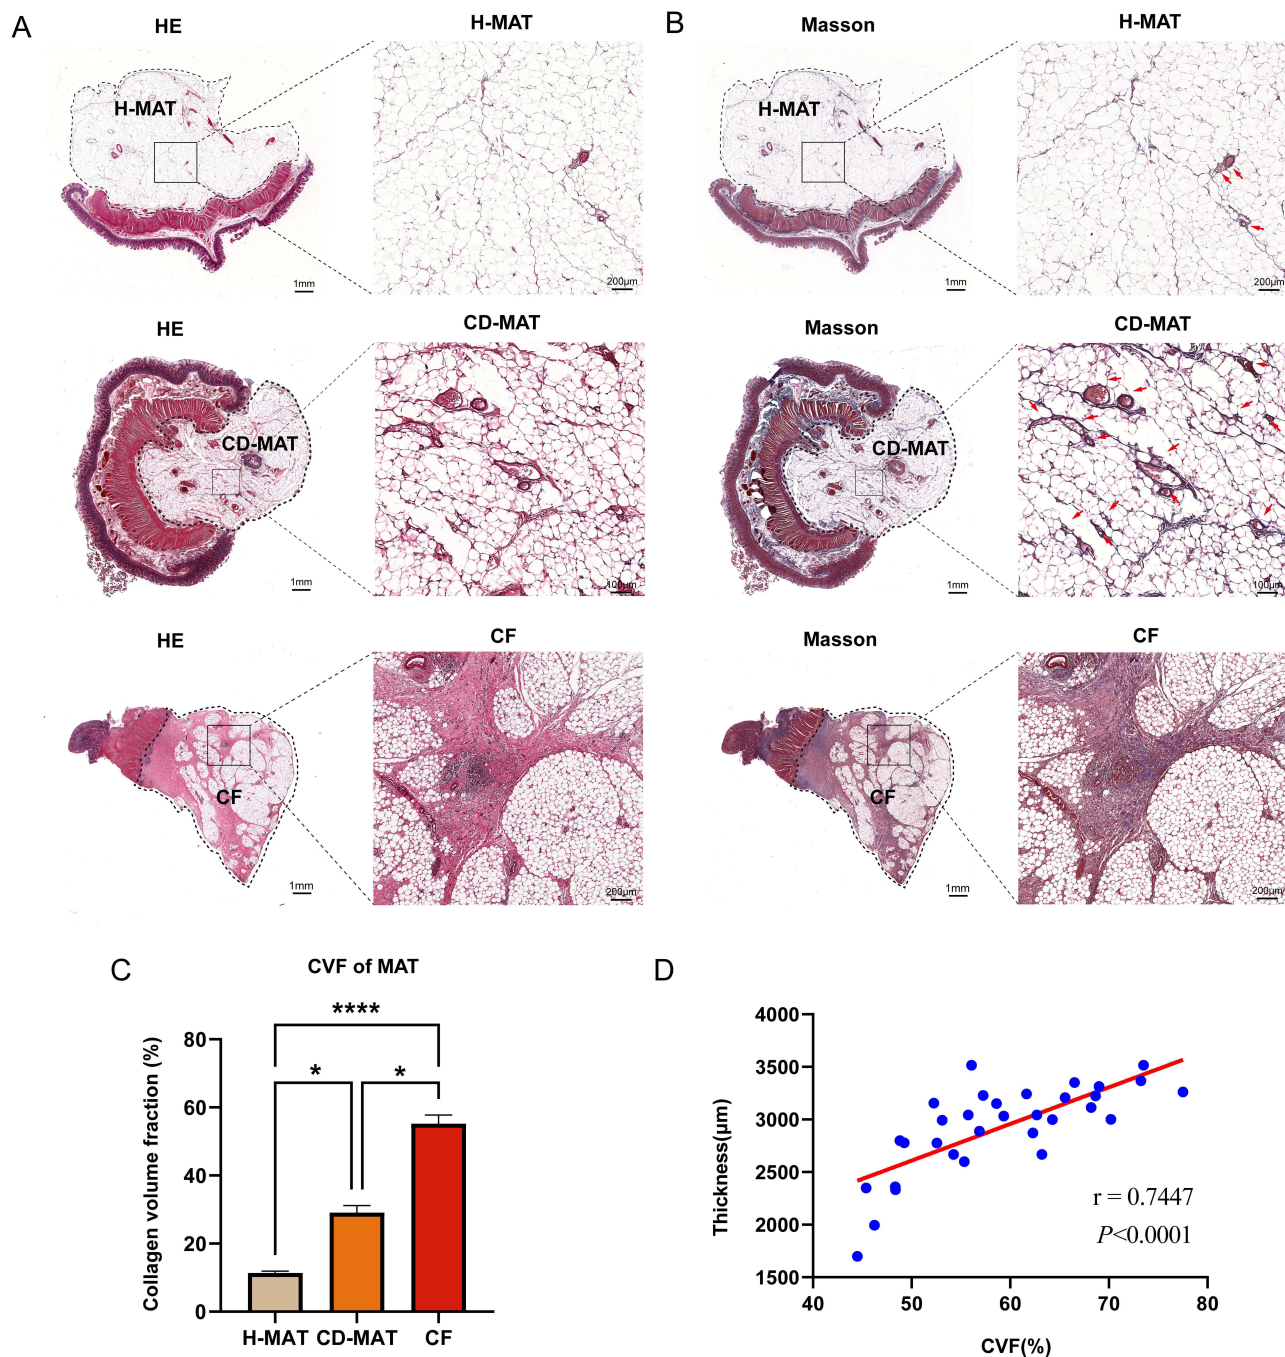 A
HE
H-MAT
H-MAT
1mm
200μm
B
Masson
H-MAT
H-MAT
1mm
200μm
HE
CD-MAT
CD-MAT
1mm
100μm
Masson
CD-MAT
CD-MAT
1mm
100μm
HE
CF
CF
1mm
200μm
Masson
CF
CF
1mm
200μm
C
CVF of MAT
****
*
*
Collagen volume fraction (%)
80
60
40
20
0
H-MAT CD-MAT CF
D
Thickness(μm)
4000
3500
3000
2500
2000
1500
r = 0.7447
P<0.0001
40 50 60 70 80
CVF(%)